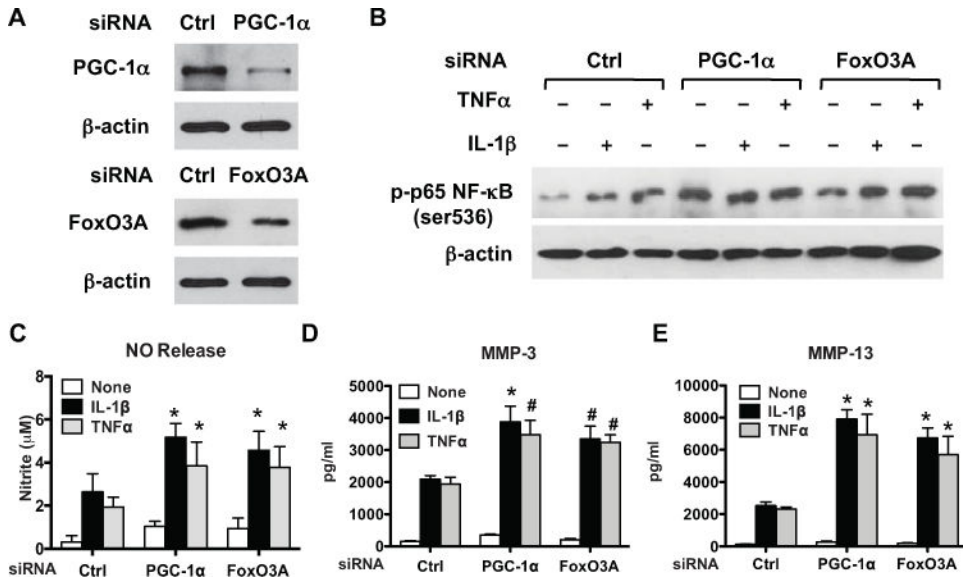 A
siRNA Ctrl PGC-1α
PGC-1α
β-actin
siRNA Ctrl FoxO3A
FoxO3A
β-actin
B
siRNA Ctrl PGC-1α FoxO3A
TNFα – – + – – + – – +
IL-1β – + – – + – – + –
p-p65 NF-κB
(ser536)
β-actin
C
NO Release
Nitrite (μM)
8
6
4
2
0
None
IL-1β
TNFα
* * * *
siRNA Ctrl PGC-1α FoxO3A
D
MMP-3
pg/ml
5000
4000
3000
2000
1000
0
None
IL-1β
TNFα
* # # #
siRNA Ctrl PGC-1α FoxO3A
E
MMP-13
pg/ml
10000
8000
6000
4000
2000
0
None
IL-1β
TNFα
* * * *
siRNA Ctrl PGC-1α FoxO3A